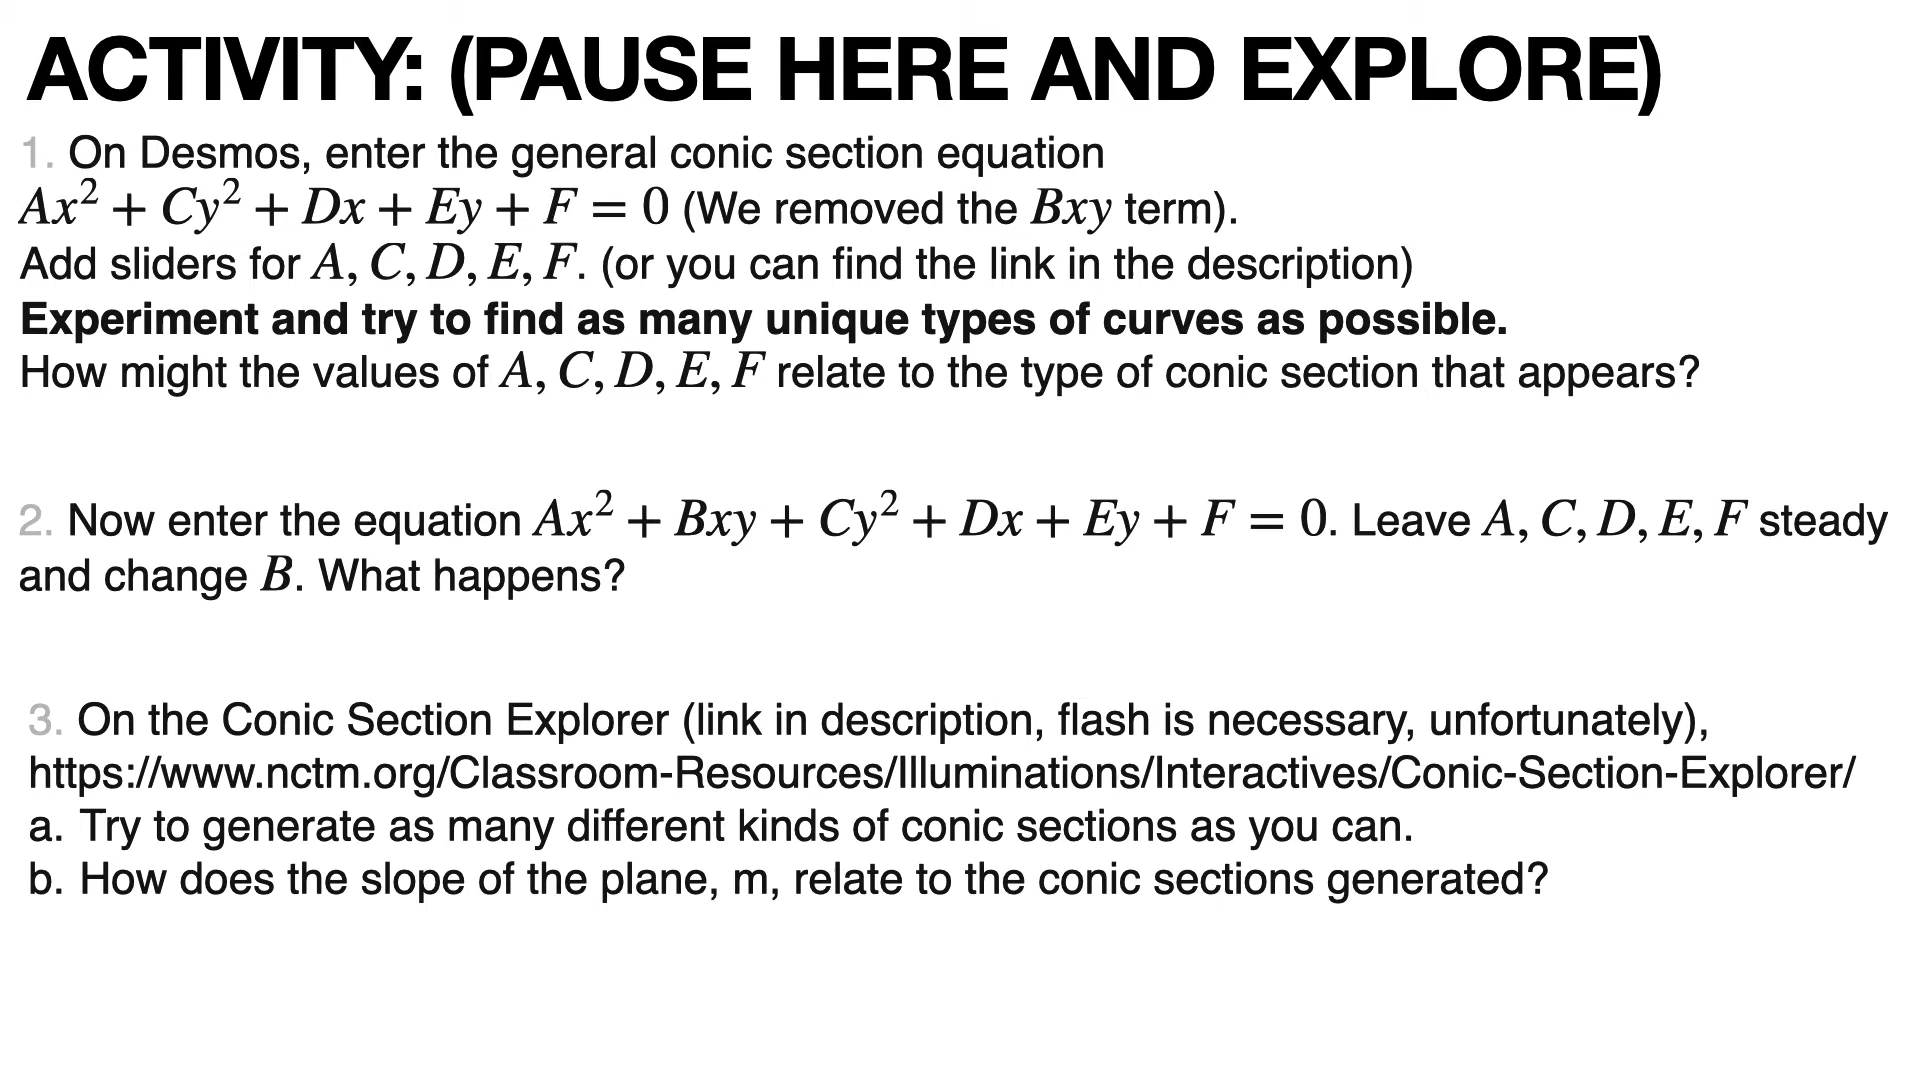 ACTIVITY: (PAUSE HERE AND EXPLORE)
1. On Desmos, enter the general conic section equation
Ax² + Cy² + Dx + Ey + F = 0 (We removed the Bxy term).
Add sliders for A, C, D, E, F. (or you can find the link in the description)
Experiment and try to find as many unique types of curves as possible.
How might the values of A, C, D, E, F relate to the type of conic section that appears?
2. Now enter the equation Ax² + Bxy + Cy² + Dx + Ey + F = 0. Leave A, C, D, E, F steady
and change B. What happens?
3. On the Conic Section Explorer (link in description, flash is necessary, unfortunately),
https://www.nctm.org/Classroom-Resources/Illuminations/Interactives/Conic-Section-Explorer/
a. Try to generate as many different kinds of conic sections as you can.
b. How does the slope of the plane, m, relate to the conic sections generated?